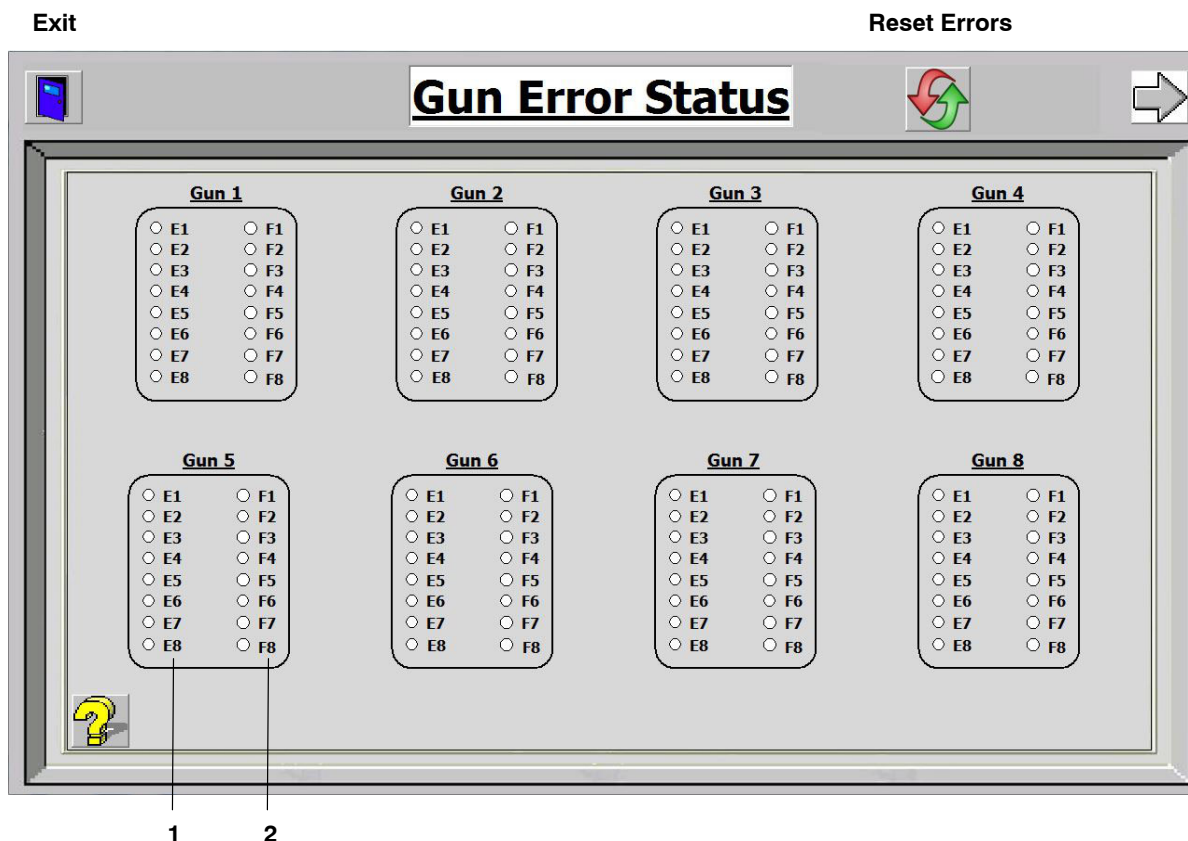 Exit Reset Errors
Gun Error Status
Gun 1 Gun 2 Gun 3 Gun 4
E1 F1 E1 F1 E1 F1 E1 F1
E2 F2 E2 F2 E2 F2 E2 F2
E3 F3 E3 F3 E3 F3 E3 F3
E4 F4 E4 F4 E4 F4 E4 F4
E5 F5 E5 F5 E5 F5 E5 F5
E6 F6 E6 F6 E6 F6 E6 F6
E7 F7 E7 F7 E7 F7 E7 F7
E8 F8 E8 F8 E8 F8 E8 F8
Gun 5 Gun 6 Gun 7 Gun 8
E1 F1 E1 F1 E1 F1 E1 F1
E2 F2 E2 F2 E2 F2 E2 F2
E3 F3 E3 F3 E3 F3 E3 F3
E4 F4 E4 F4 E4 F4 E4 F4
E5 F5 E5 F5 E5 F5 E5 F5
E6 F6 E6 F6 E6 F6 E6 F6
E7 F7 E7 F7 E7 F7 E7 F7
E8 F8 E8 F8 E8 F8 E8 F8
?
1 2